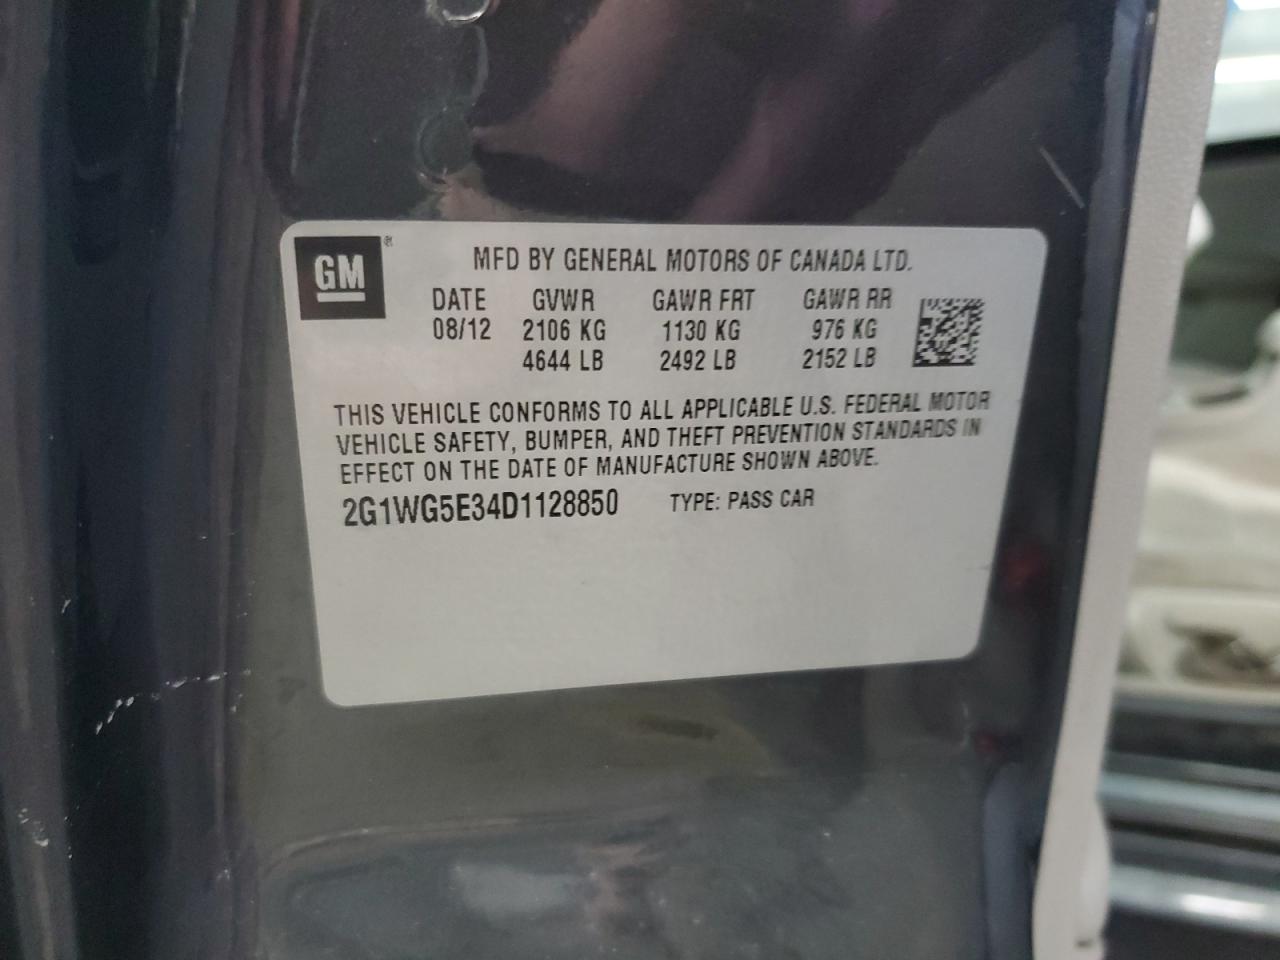 GM ®
MFD BY GENERAL MOTORS OF CANADA LTD.
DATE GVWR GAWR FRT GAWR RR
08/12 2106 KG 1130 KG 976 KG
4644 LB 2492 LB 2152 LB
THIS VEHICLE CONFORMS TO ALL APPLICABLE U.S. FEDERAL MOTOR
VEHICLE SAFETY, BUMPER, AND THEFT PREVENTION STANDARDS IN
EFFECT ON THE DATE OF MANUFACTURE SHOWN ABOVE.
2G1WG5E34D1128850 TYPE: PASS CAR